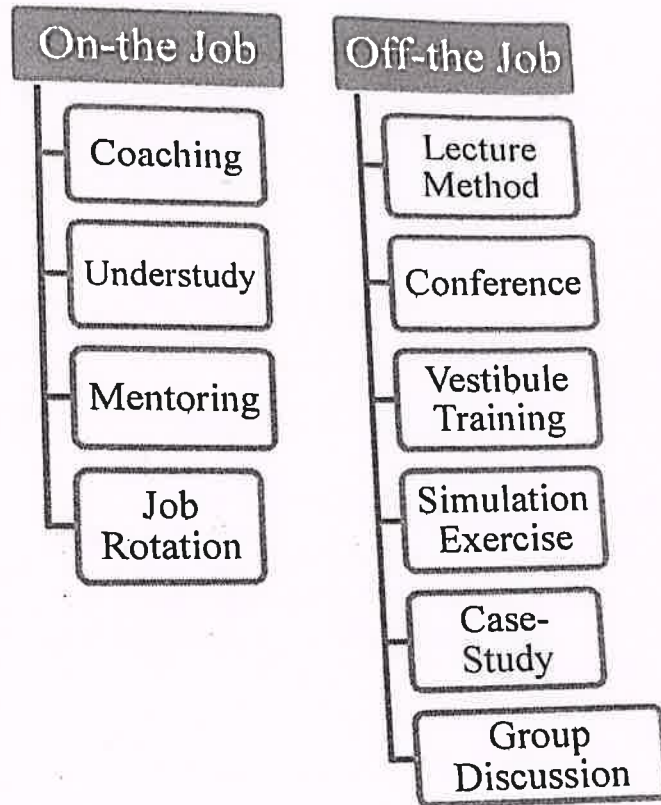 On-the Job
Coaching
Understudy
Mentoring
Job
Rotation
Off-the Job
Lecture
Method
Conference
Vestibule
Training
Simulation
Exercise
Case-
Study
Group
Discussion